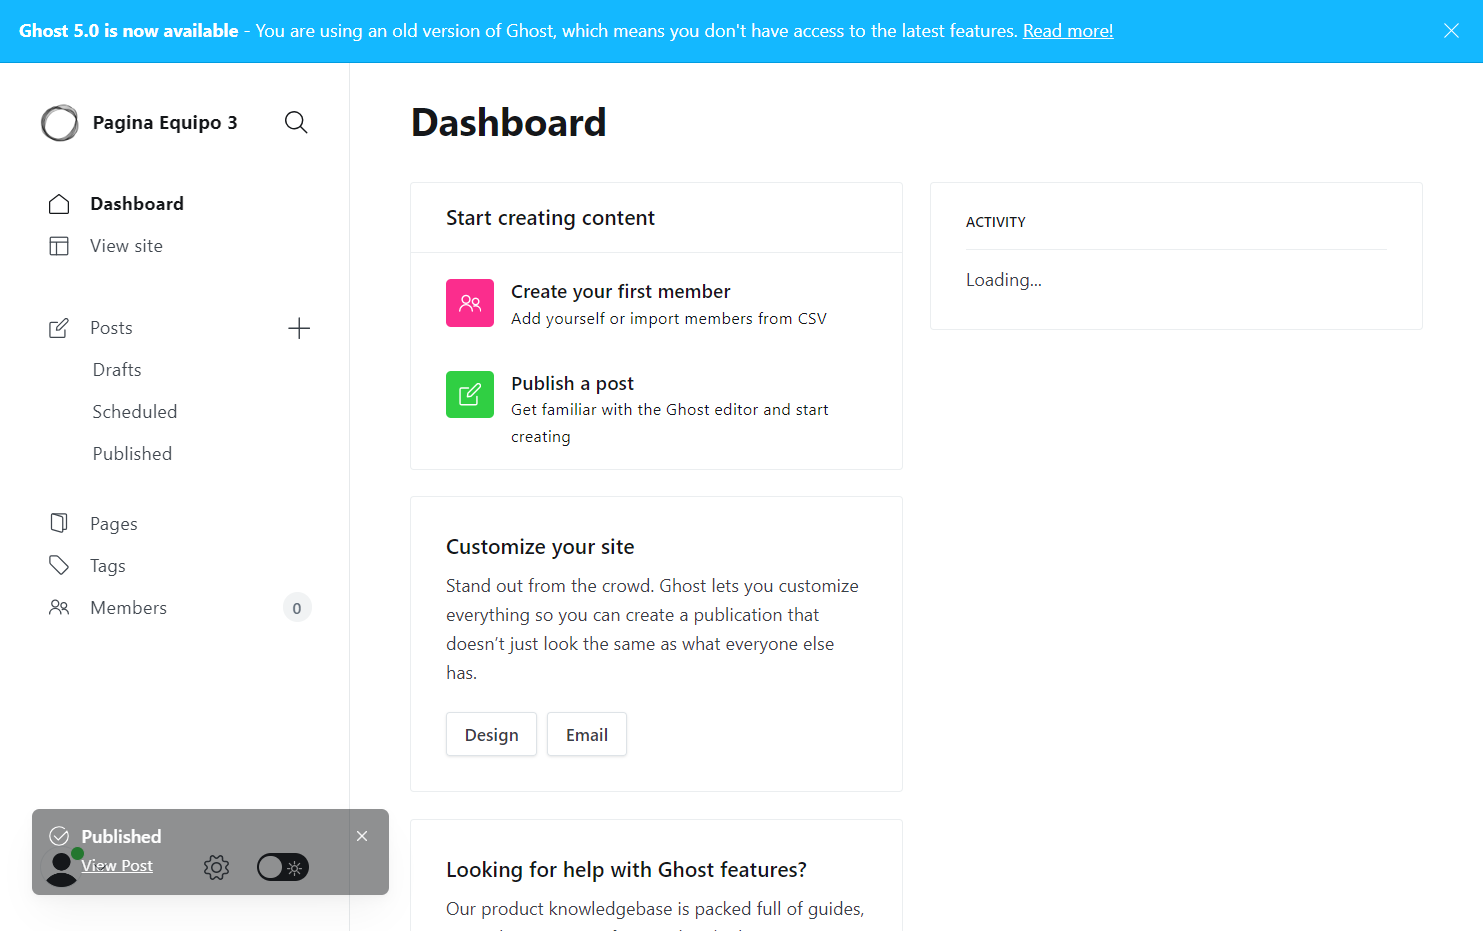 Ghost 5.0 is now available - You are using an old version of Ghost, which means you don't have access to the latest features. Read more!
Pagina Equipo 3
Dashboard
View site
Posts
Drafts
Scheduled
Published
Pages
Tags
Members
0
Published
View Post
Dashboard
Start creating content
Create your first member
Add yourself or import members from CSV
Publish a post
Get familiar with the Ghost editor and start
creating
Customize your site
Stand out from the crowd. Ghost lets you customize
everything so you can create a publication that
doesn’t just look the same as what everyone else
has.
Design
Email
Looking for help with Ghost features?
Our product knowledgebase is packed full of guides,
ACTIVITY
Loading...